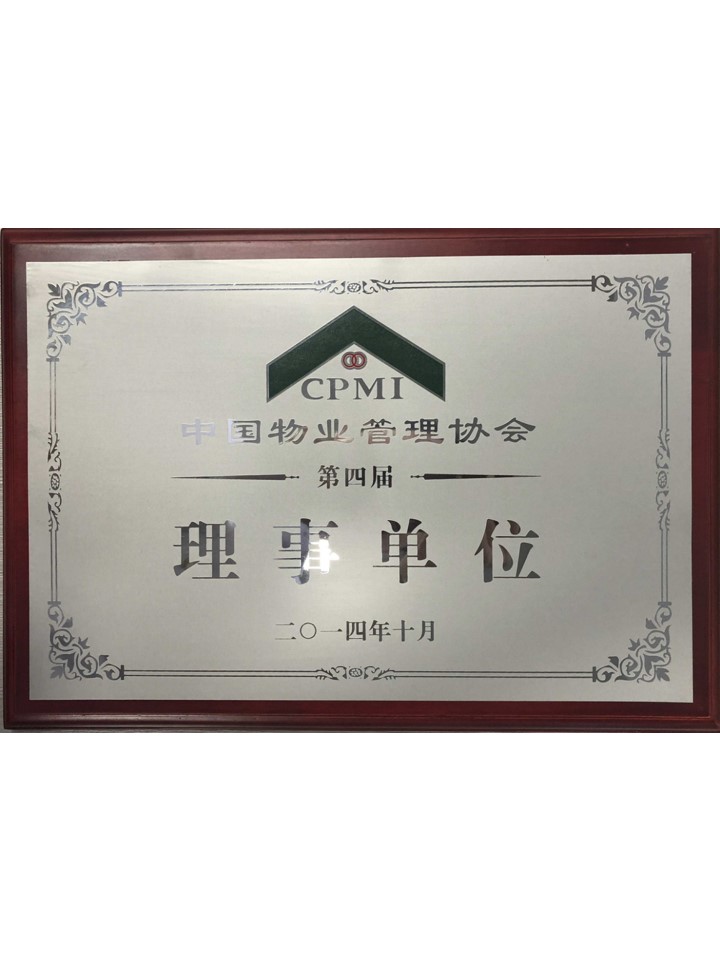 CPMI
中国物业管理协会
第四届
理事单位
二〇一四年十月